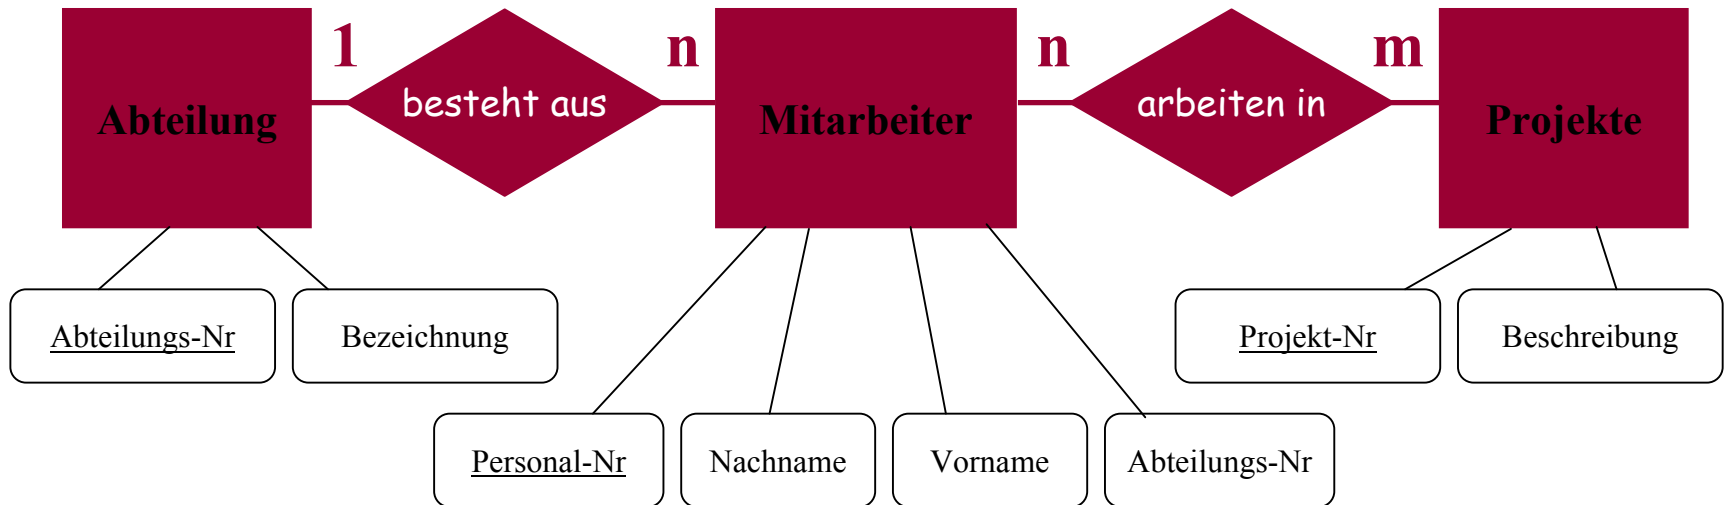 1 n n m
Abteilung besteht aus Mitarbeiter arbeiten in Projekte
Abteilungs-Nr Bezeichnung Projekt-Nr Beschreibung
Personal-Nr Nachname Vorname Abteilungs-Nr